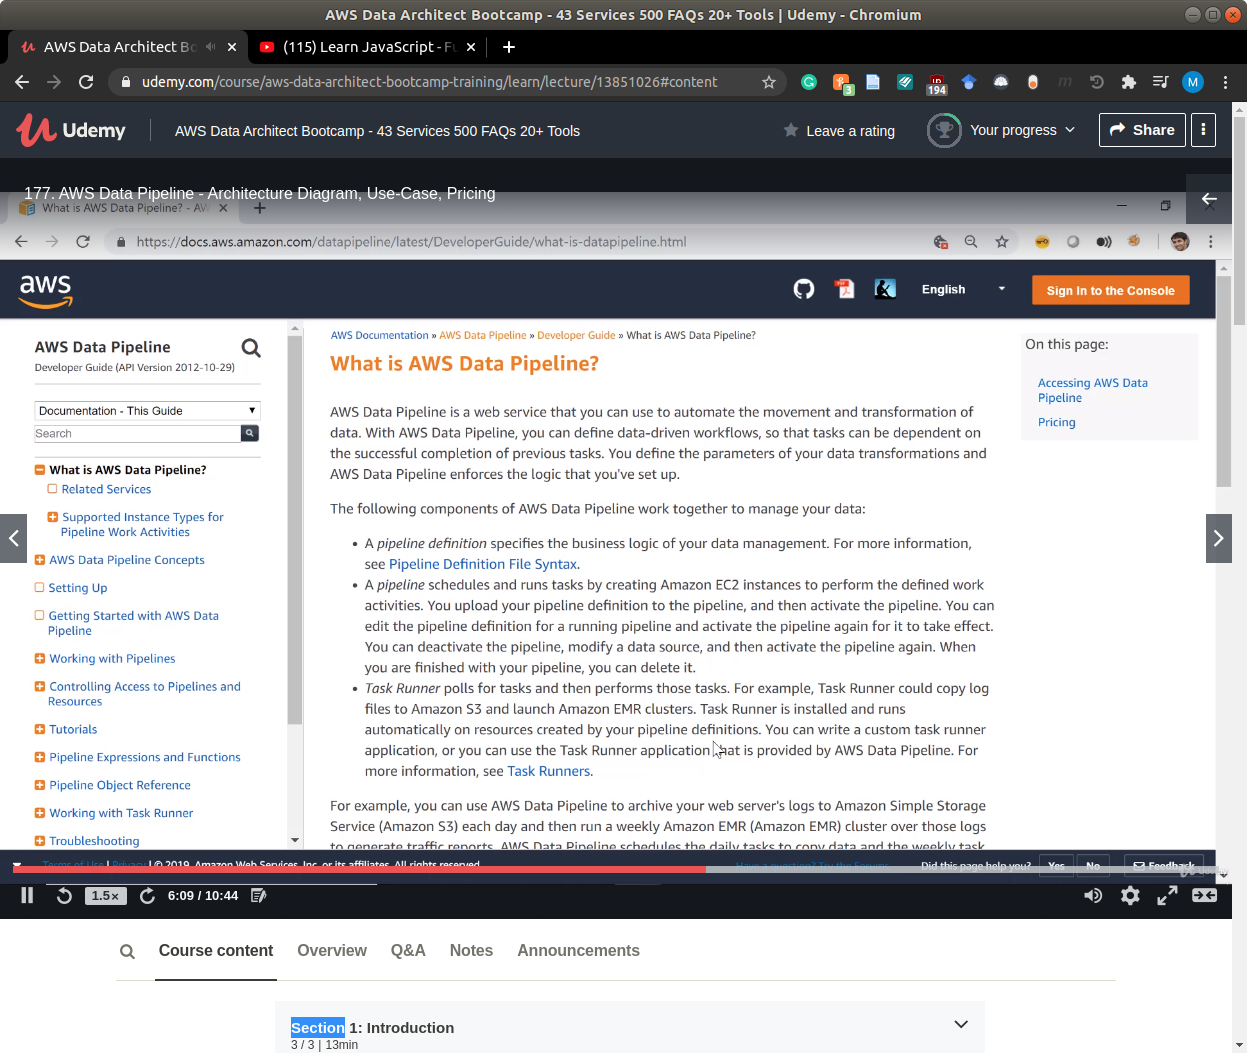 AWS Data Architect Bootcamp - 43 Services 500 FAQs 20+ Tools | Udemy - Chromium
AWS Data Architect Bo
(115) Learn JavaScript - Fu
udemy.com/course/aws-data-architect-bootcamp-training/learn/lecture/13851026#content
3
194
M
Udemy
AWS Data Architect Bootcamp - 43 Services 500 FAQs 20+ Tools
Leave a rating
Your progress
Share
177. AWS Data Pipeline - Architecture Diagram, Use-Case, Pricing
What is AWS Data Pipeline? - AW
https://docs.aws.amazon.com/datapipeline/latest/DeveloperGuide/what-is-datapipeline.html
aws
English
Sign In to the Console
AWS Data Pipeline
Developer Guide (API Version 2012-10-29)
Documentation - This Guide
Search
What is AWS Data Pipeline?
Related Services
Supported Instance Types for
Pipeline Work Activities
AWS Data Pipeline Concepts
Setting Up
Getting Started with AWS Data
Pipeline
Working with Pipelines
Controlling Access to Pipelines and
Resources
Tutorials
Pipeline Expressions and Functions
Pipeline Object Reference
Working with Task Runner
Troubleshooting
AWS Documentation » AWS Data Pipeline » Developer Guide » What is AWS Data Pipeline?
What is AWS Data Pipeline?
AWS Data Pipeline is a web service that you can use to automate the movement and transformation of
data. With AWS Data Pipeline, you can define data-driven workflows, so that tasks can be dependent on
the successful completion of previous tasks. You define the parameters of your data transformations and
AWS Data Pipeline enforces the logic that you've set up.
The following components of AWS Data Pipeline work together to manage your data:
• A pipeline definition specifies the business logic of your data management. For more information,
see Pipeline Definition File Syntax.
• A pipeline schedules and runs tasks by creating Amazon EC2 instances to perform the defined work
activities. You upload your pipeline definition to the pipeline, and then activate the pipeline. You can
edit the pipeline definition for a running pipeline and activate the pipeline again for it to take effect.
You can deactivate the pipeline, modify a data source, and then activate the pipeline again. When
you are finished with your pipeline, you can delete it.
• Task Runner polls for tasks and then performs those tasks. For example, Task Runner could copy log
files to Amazon S3 and launch Amazon EMR clusters. Task Runner is installed and runs
automatically on resources created by your pipeline definitions. You can write a custom task runner
application, or you can use the Task Runner application that is provided by AWS Data Pipeline. For
more information, see Task Runners.
For example, you can use AWS Data Pipeline to archive your web server's logs to Amazon Simple Storage
Service (Amazon S3) each day and then run a weekly Amazon EMR (Amazon EMR) cluster over those logs
to generate traffic reports. AWS Data Pipeline schedules the daily tasks to copy data and the weekly task
On this page:
Accessing AWS Data
Pipeline
Pricing
Terms of Use | Privacy | © 2019, Amazon Web Services, Inc. or its affiliates. All rights reserved.
Have a question? Try the Forums.
Did this page help you?
Yes
No
Feedback
1.5×
6:09 / 10:44
Course content
Overview
Q&A
Notes
Announcements
Section 1: Introduction
3 / 3 | 13min